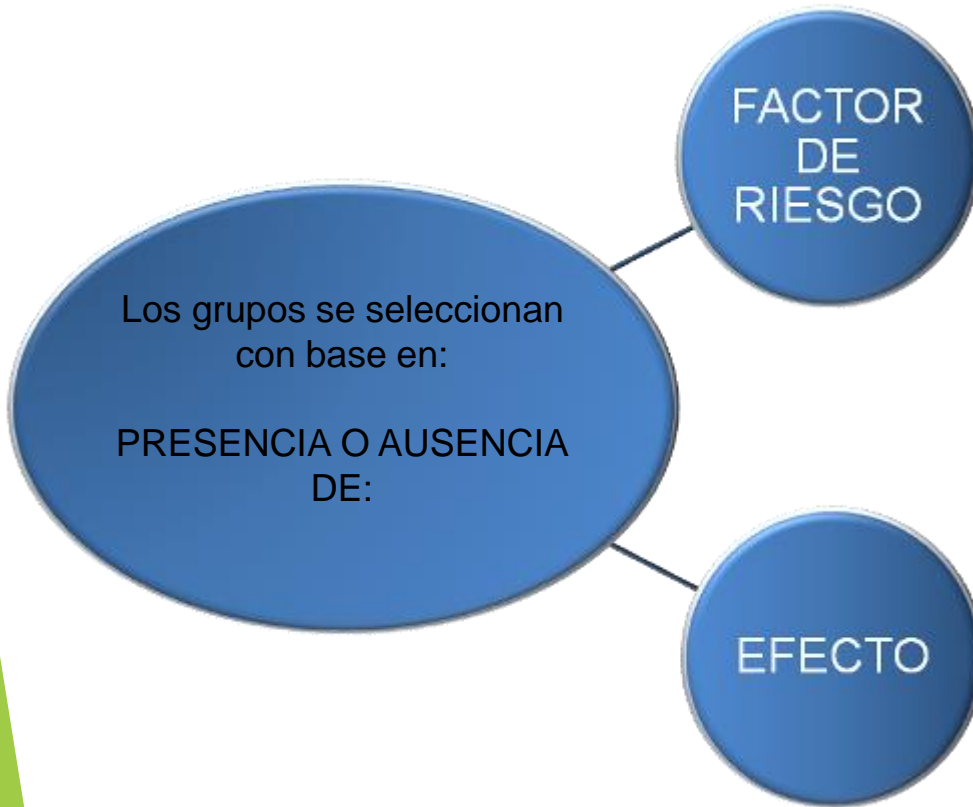 FACTOR
DE
RIESGO
Los grupos se seleccionan
con base en:
PRESENCIA O AUSENCIA
DE:
EFECTO